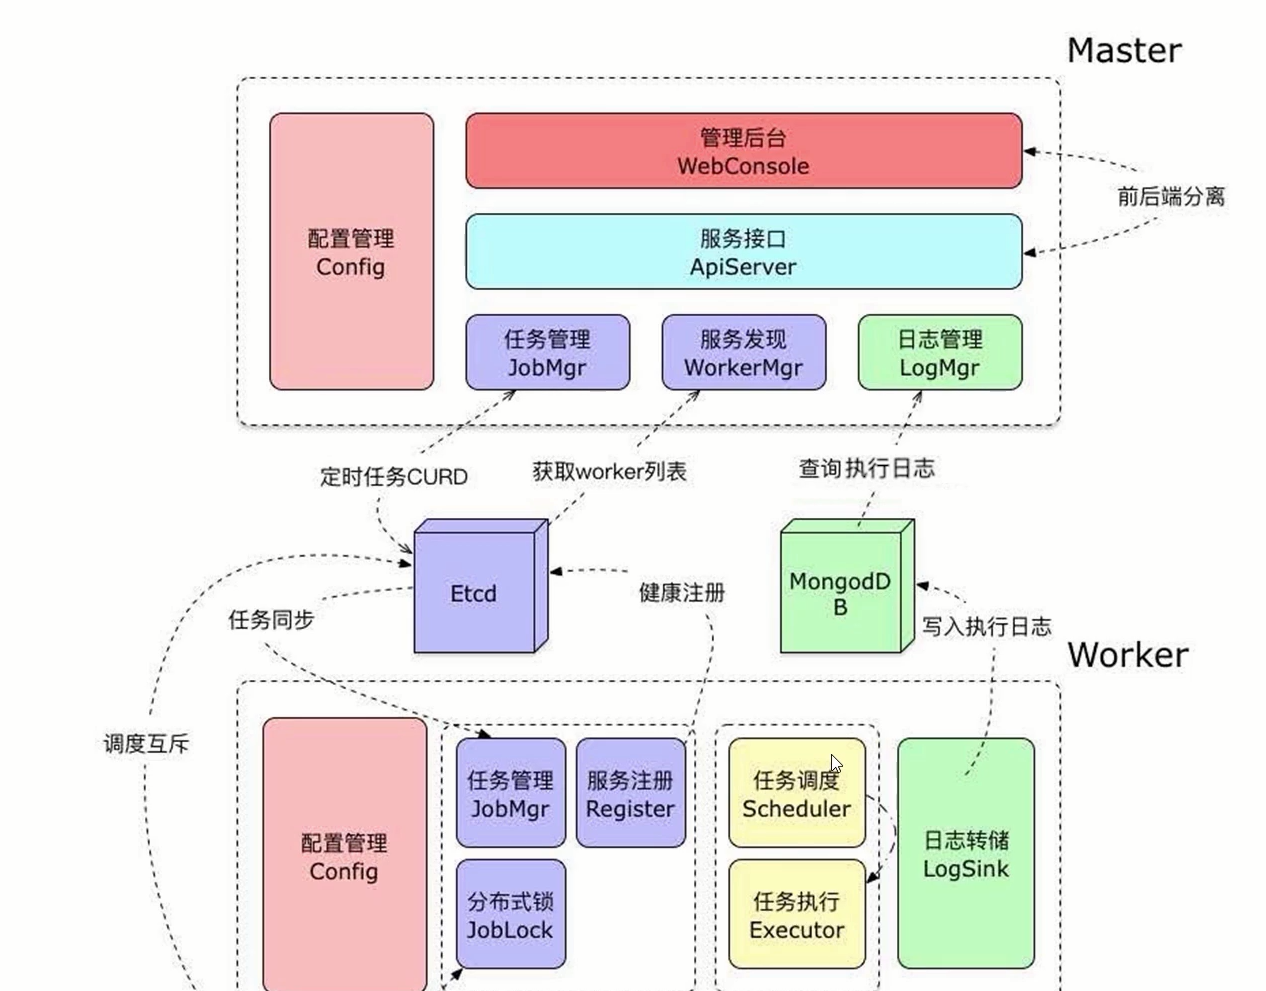 Master
管理后台
WebConsole
前后端分离
配置管理
Config
服务接口
ApiServer
任务管理
JobMgr
服务发现
WorkerMgr
日志管理
LogMgr
定时任务CURD
获取worker列表
查询执行日志
Etcd
MongodD
B
健康注册
任务同步
写入执行日志
Worker
调度互斥
配置管理
Config
任务管理
JobMgr
服务注册
Register
分布式锁
JobLock
任务调度
Scheduler
任务执行
Executor
日志转储
LogSink